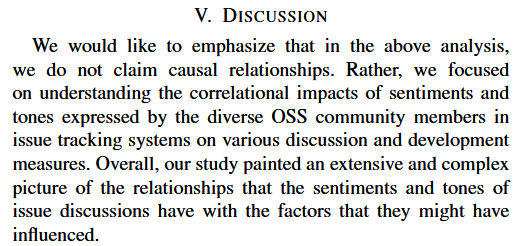 V. DISCUSSION
We would like to emphasize that in the above analysis,
we do not claim causal relationships. Rather, we focused
on understanding the correlational impacts of sentiments and
tones expressed by the diverse OSS community members in
issue tracking systems on various discussion and development
measures. Overall, our study painted an extensive and complex
picture of the relationships that the sentiments and tones of
issue discussions have with the factors that they might have
influenced.